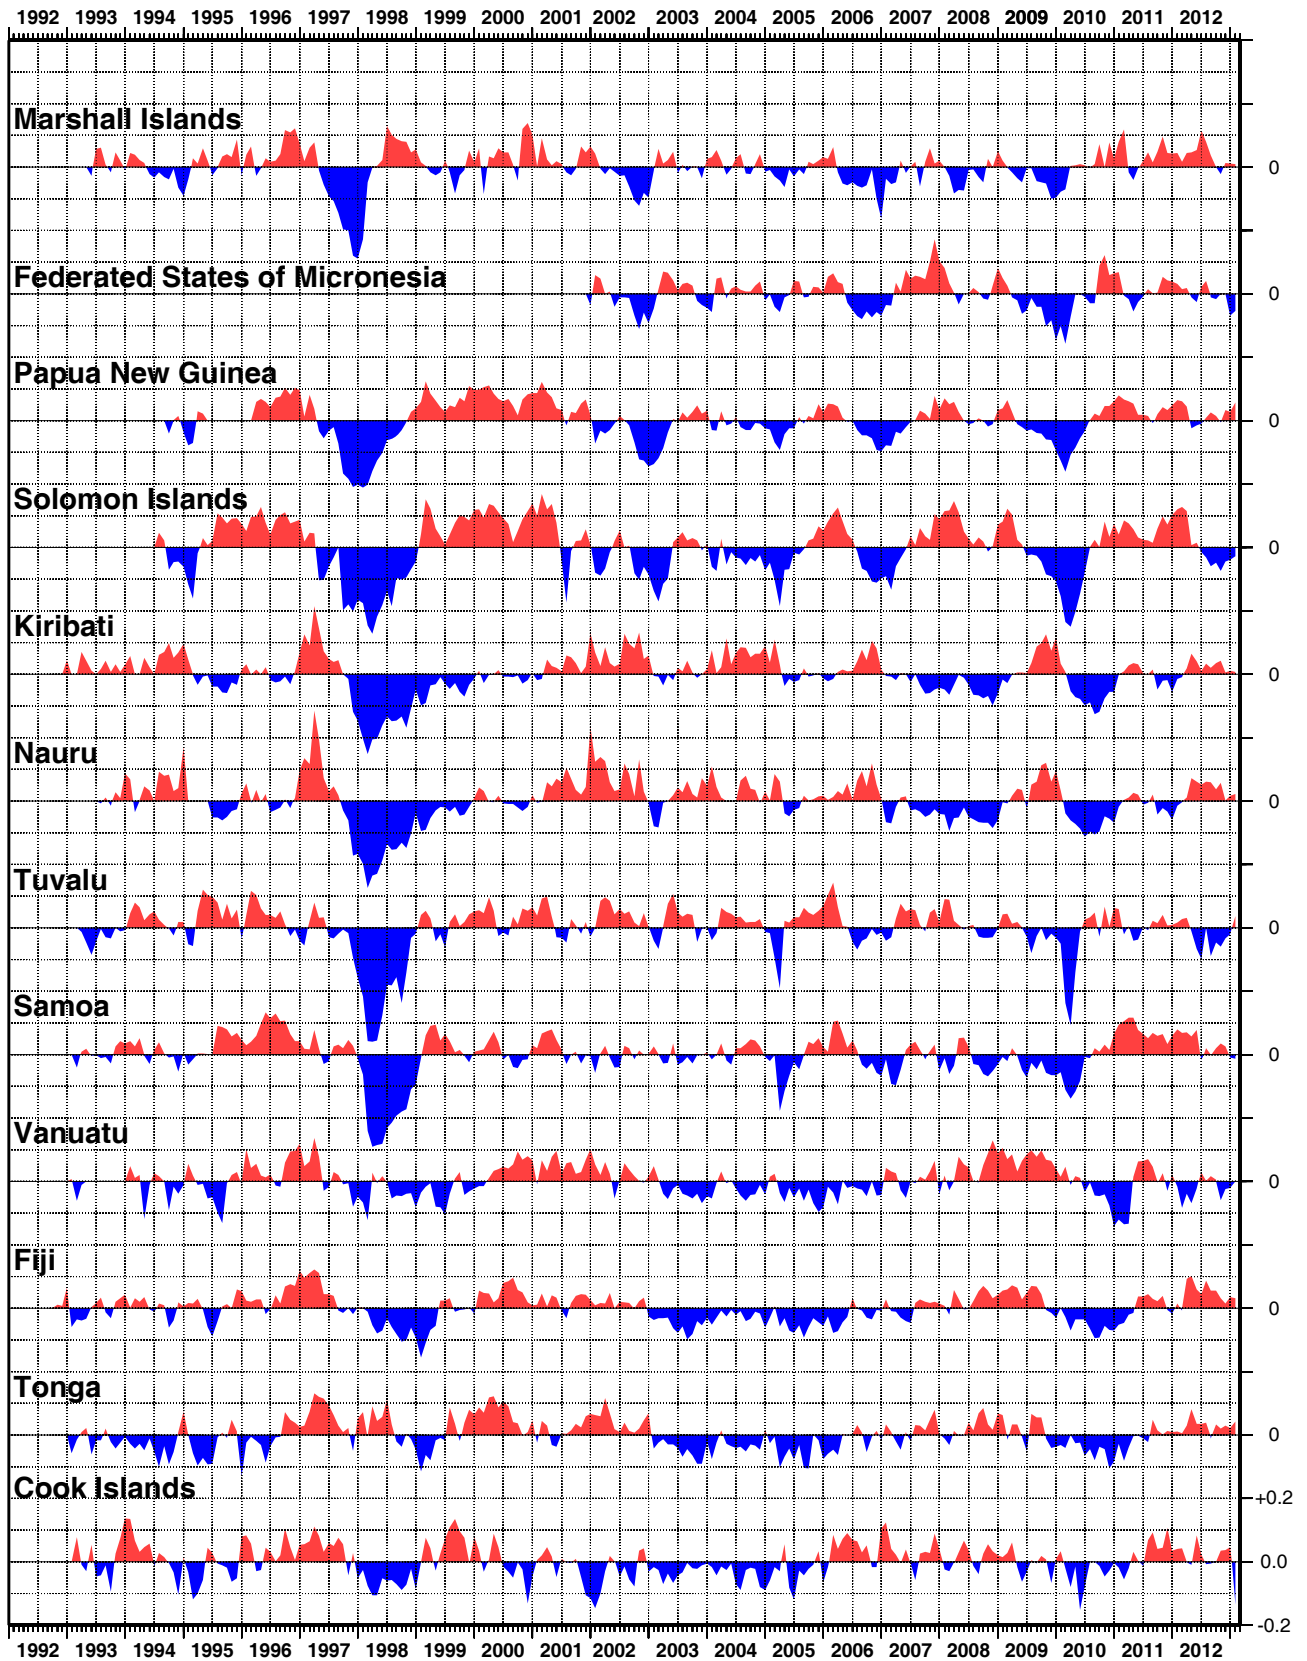 1992 1993 1994 1995 1996 1997 1998 1999 2000 2001 2002 2003 2004 2005 2006 2007 2008 2009 2010 2011 2012
Marshall Islands
0
Federated States of Micronesia
0
Papua New Guinea
0
Solomon Islands
0
Kiribati
0
Nauru
0
Tuvalu
0
Samoa
0
Vanuatu
0
Fiji
0
Tonga
0
Cook Islands
+0.2
0.0
-0.2
1992 1993 1994 1995 1996 1997 1998 1999 2000 2001 2002 2003 2004 2005 2006 2007 2008 2009 2010 2011 2012